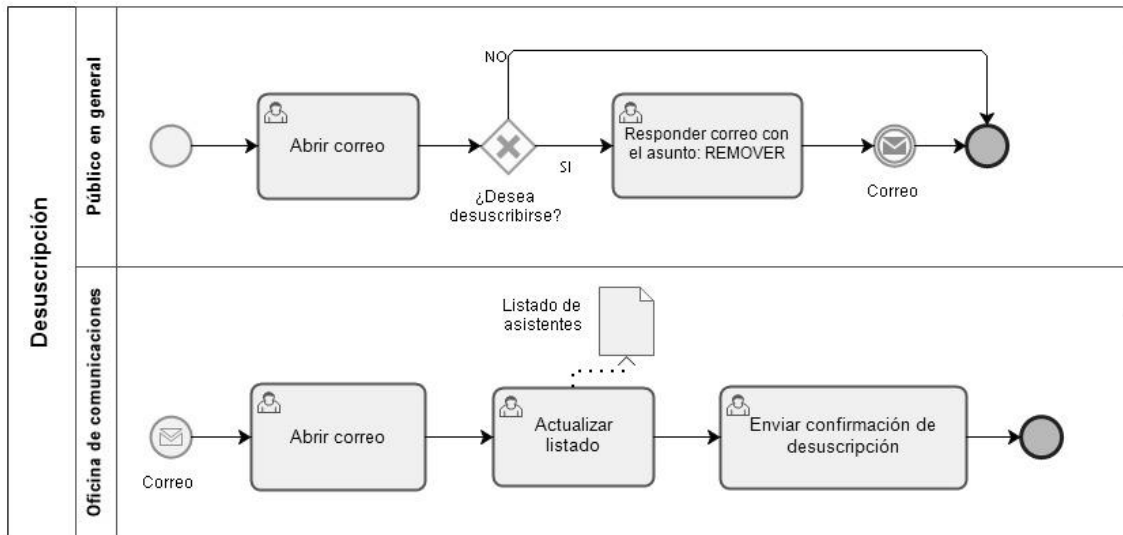 Desuscripción
Público en general
Abrir correo
¿Desea
desuscribirse?
NO
SI
Responder correo con
el asunto: REMOVER
Correo
Oficina de comunicaciones
Correo
Abrir correo
Listado de
asistentes
Actualizar
listado
Enviar confirmación de
desuscripción